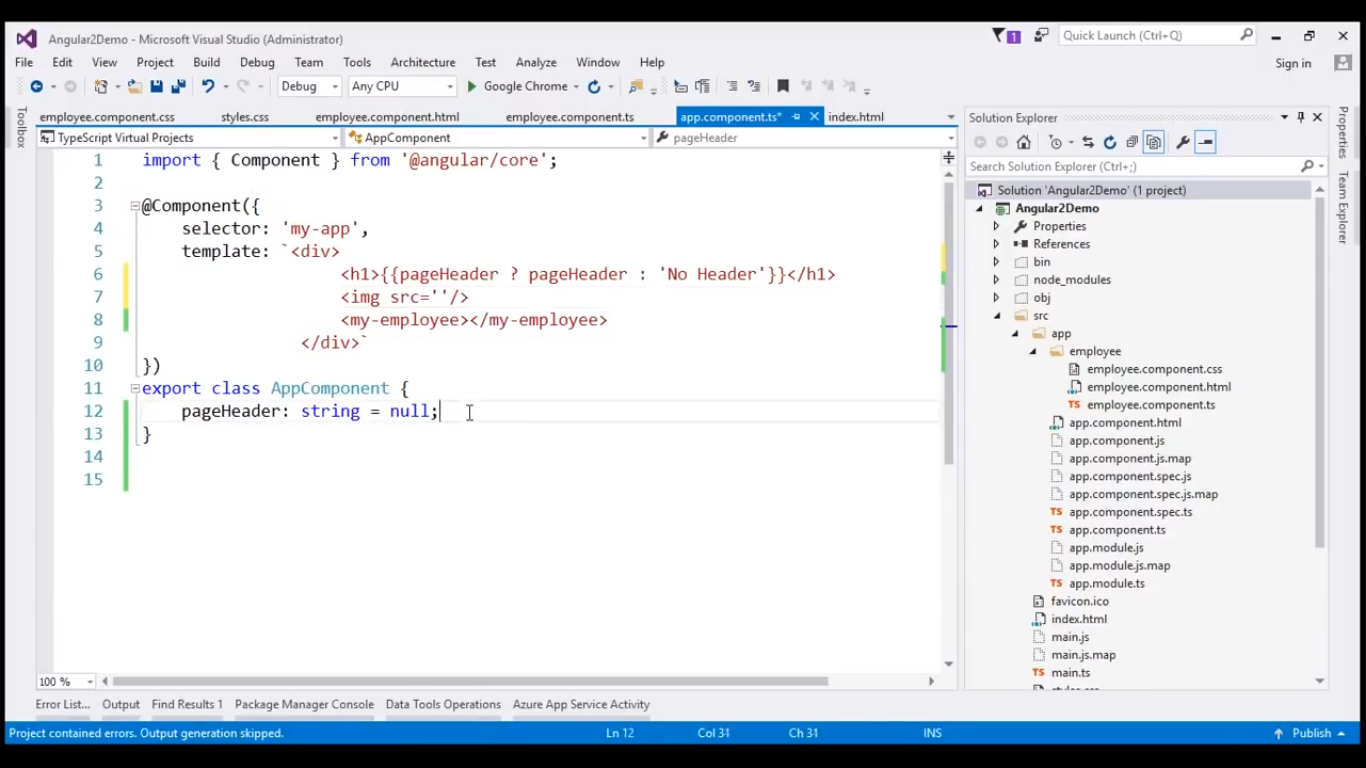 Angular2Demo - Microsoft Visual Studio (Administrator)
1
Quick Launch (Ctrl+Q)
File Edit View Project Build Debug Team Tools Architecture Test Analyze Window Help
Sign in
Debug Any CPU Google Chrome
Toolbox
employee.component.css styles.css employee.component.html employee.component.ts app.component.ts* index.html
TypeScript Virtual Projects AppComponent pageHeader
1 import { Component } from '@angular/core';
2
3 @Component({
4 selector: 'my-app',
5 template: `<div>
6 <h1>{{pageHeader ? pageHeader : 'No Header'}}</h1>
7 <img src=''/>
8 <my-employee></my-employee>
9 </div>`
10 })
11 export class AppComponent {
12 pageHeader: string = null;
13 }
14
15
100 %
Solution Explorer
Search Solution Explorer (Ctrl+;)
Solution 'Angular2Demo' (1 project)
Angular2Demo
Properties
References
bin
node_modules
obj
src
app
employee
employee.component.css
employee.component.html
TS employee.component.ts
app.component.html
app.component.js
app.component.js.map
app.component.spec.js
app.component.spec.js.map
TS app.component.spec.ts
TS app.component.ts
app.module.js
app.module.js.map
TS app.module.ts
favicon.ico
index.html
main.js
main.js.map
TS main.ts
Properties
Team Explorer
Error List... Output Find Results 1 Package Manager Console Data Tools Operations Azure App Service Activity
Project contained errors. Output generation skipped. Ln 12 Col 31 Ch 31 INS Publish